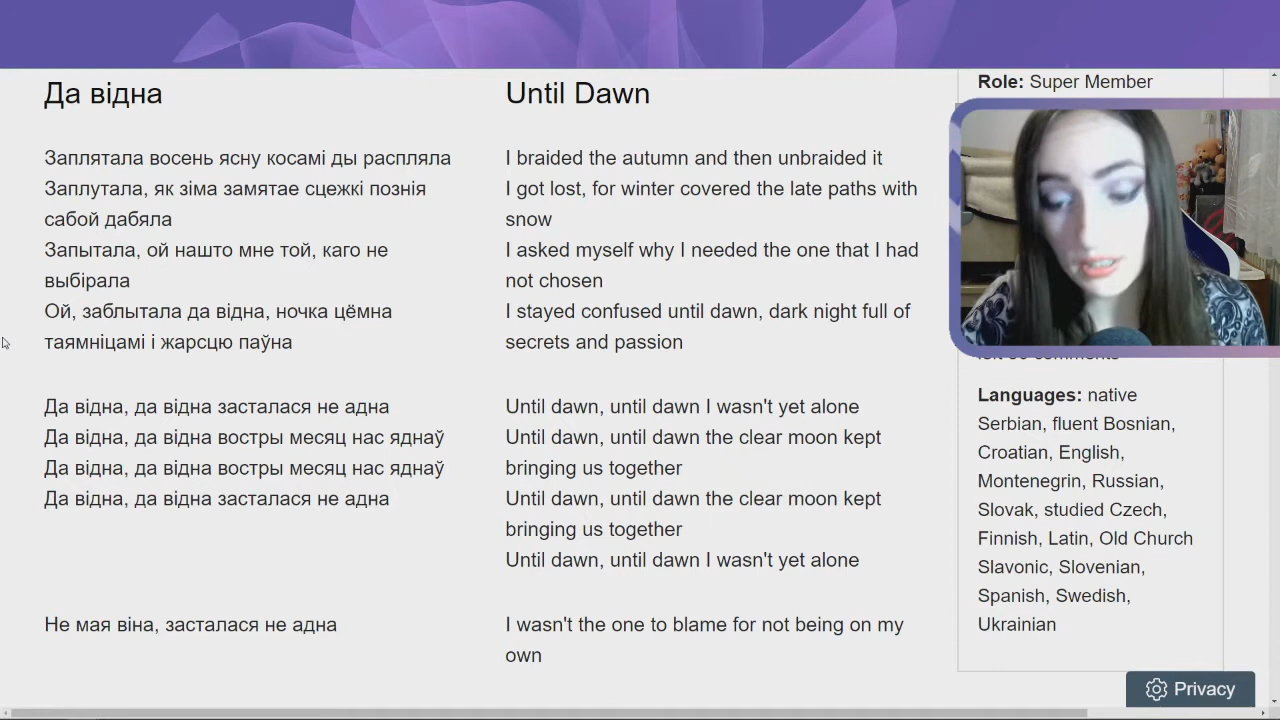 Да відна
Заплятала восень ясну косамі ды распляла
Заплутала, як зіма замятае сцежкі познія
сабой дабяла
Запытала, ой нашто мне той, каго не
выбірала
Ой, заблытала да відна, ночка цёмна
таямніцамі і жарсцю паўна
Да відна, да відна засталася не адна
Да відна, да відна востры месяц нас яднаў
Да відна, да відна востры месяц нас яднаў
Да відна, да відна засталася не адна
Не мая віна, засталася не адна
Until Dawn
I braided the autumn and then unbraided it
I got lost, for winter covered the late paths with
snow
I asked myself why I needed the one that I had
not chosen
I stayed confused until dawn, dark night full of
secrets and passion
Until dawn, until dawn I wasn't yet alone
Until dawn, until dawn the clear moon kept
bringing us together
Until dawn, until dawn the clear moon kept
bringing us together
Until dawn, until dawn I wasn't yet alone
I wasn't the one to blame for not being on my
own
Role: Super Member
comments
Languages: native
Serbian, fluent Bosnian,
Croatian, English,
Montenegrin, Russian,
Slovak, studied Czech,
Finnish, Latin, Old Church
Slavonic, Slovenian,
Spanish, Swedish,
Ukrainian
Privacy